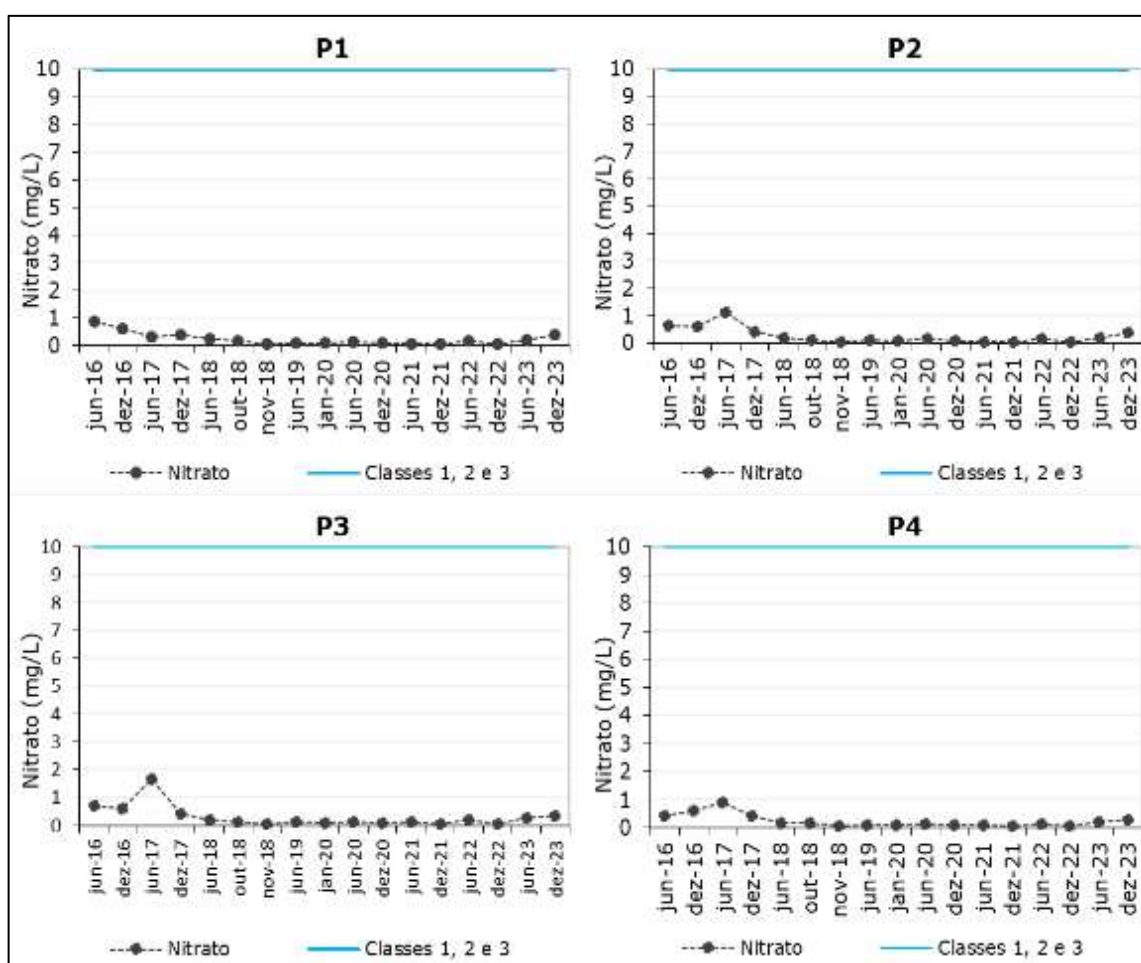 P1
10
9
8
7
6
5
4
3
2
1
0
Nitrato (mg/L)
jun-16
dez-16
jun-17
dez-17
jun-18
out-18
nov-18
jun-19
jan-20
jun-20
dez-20
jun-21
dez-21
jun-22
dez-22
jun-23
dez-23
Nitrato
Classes 1, 2 e 3
P2
10
9
8
7
6
5
4
3
2
1
0
Nitrato (mg/L)
jun-16
dez-16
jun-17
dez-17
jun-18
out-18
nov-18
jun-19
jan-20
jun-20
dez-20
jun-21
dez-21
jun-22
dez-22
jun-23
dez-23
Nitrato
Classes 1, 2 e 3
P3
10
9
8
7
6
5
4
3
2
1
0
Nitrato (mg/L)
jun-16
dez-16
jun-17
dez-17
jun-18
out-18
nov-18
jun-19
jan-20
jun-20
dez-20
jun-21
dez-21
jun-22
dez-22
jun-23
dez-23
Nitrato
Classes 1, 2 e 3
P4
10
9
8
7
6
5
4
3
2
1
0
Nitrato (mg/L)
jun-16
dez-16
jun-17
dez-17
jun-18
out-18
nov-18
jun-19
jan-20
jun-20
dez-20
jun-21
dez-21
jun-22
dez-22
jun-23
dez-23
Nitrato
Classes 1, 2 e 3